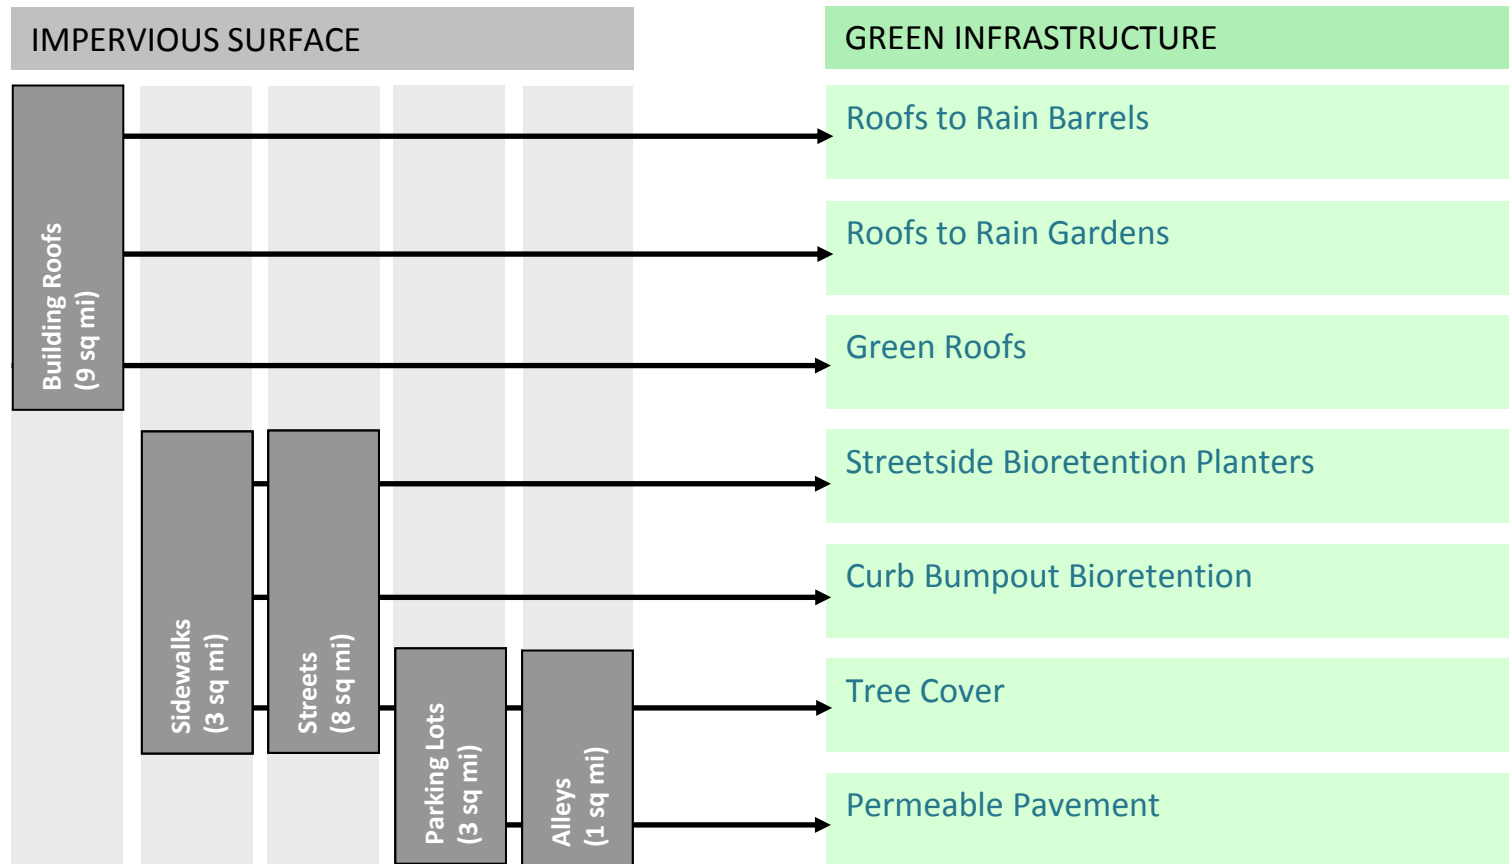 IMPERVIOUS SURFACE
GREEN INFRASTRUCTURE
Building Roofs
(9 sq mi)
Sidewalks
(3 sq mi)
Streets
(8 sq mi)
Parking Lots
(3 sq mi)
Alleys
(1 sq mi)
Roofs to Rain Barrels
Roofs to Rain Gardens
Green Roofs
Streetside Bioretention Planters
Curb Bumpout Bioretention
Tree Cover
Permeable Pavement